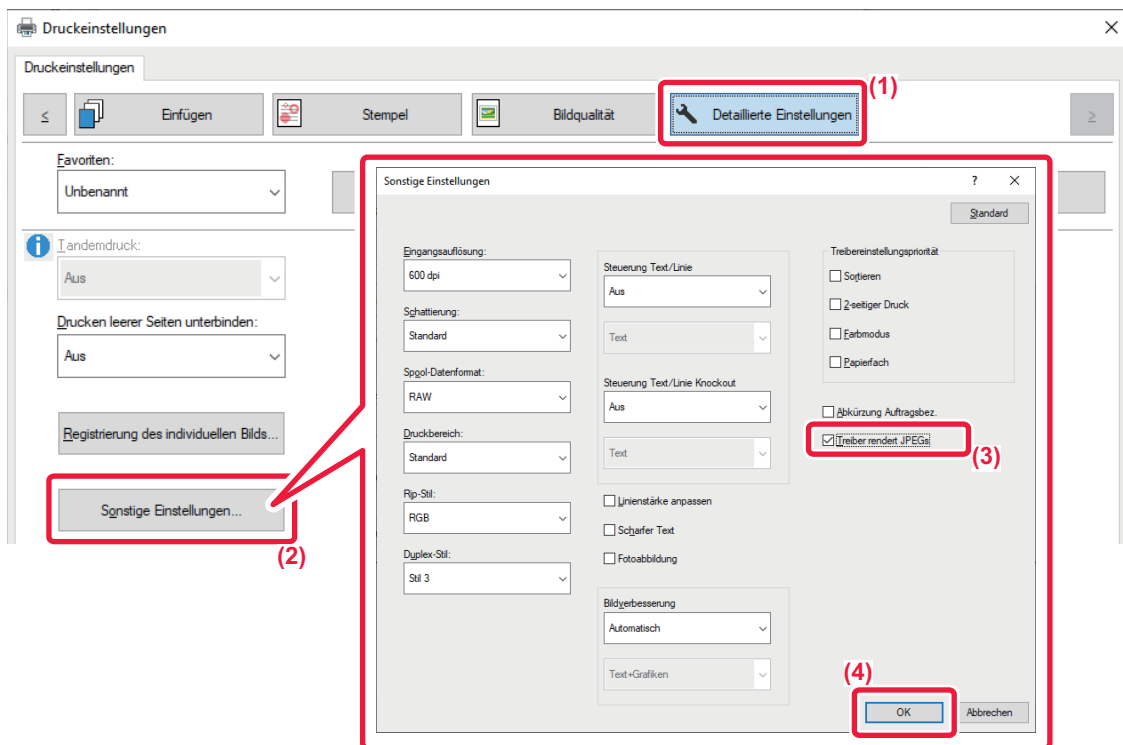 Druckeinstellungen
Druckeinstellungen
(1)
< Einfügen Stempel Bildqualität Detaillierte Einstellungen >
Favoriten:
Unbenannt
Tandemdruck:
Aus
Drucken leerer Seiten unterbinden:
Aus
Registrierung des individuellen Bilds...
Sonstige Einstellungen...
(2)
Sonstige Einstellungen ?
Standard
Eingangsauflösung:
600 dpi
Schattierung:
Standard
Spool-Datenformat:
RAW
Druckbereich:
Standard
Rip-Stil:
RGB
Duplex-Stil:
Stil 3
Steuerung Text/Linie
Aus
Text
Steuerung Text/Linie Knockout
Aus
Text
Linienstärke anpassen
Scharfer Text
Fotoabbildung
Bildverbesserung
Automatisch
Text+Grafiken
Treibereinstellungspriorität
Sortieren
2-seitiger Druck
Farbmodus
Papierfach
Abkürzung Auftragsbez.
Treiber rendert JPEGs
(3)
(4)
OK Abbrechen